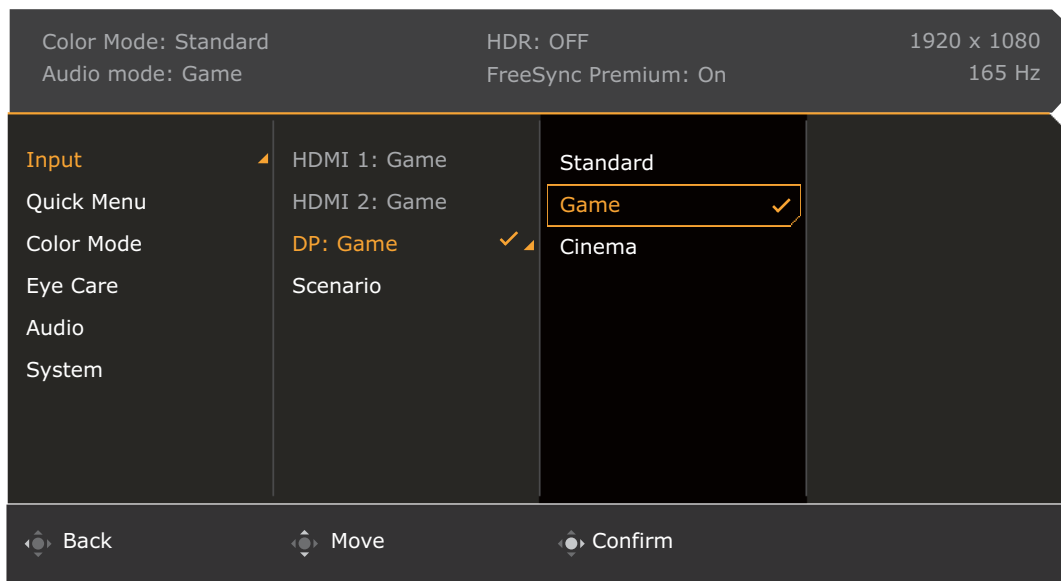 Color Mode: Standard
Audio mode: Game
HDR: OFF
FreeSync Premium: On
1920 x 1080
165 Hz
Input
Quick Menu
Color Mode
Eye Care
Audio
System
HDMI 1: Game
HDMI 2: Game
DP: Game
Scenario
Standard
Game
Cinema
Back
Move
Confirm